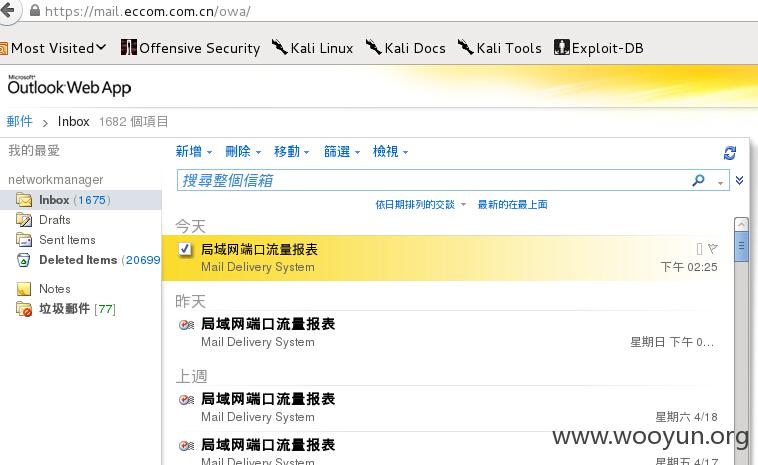 https://mail.eccom.com.cn/owa/
Most Visited Offensive Security Kali Linux Kali Docs Kali Tools Exploit-DB
Microsoft®
Outlook Web App
郵件 > Inbox 1682 個項目
我的最愛
networkmanager
Inbox (1675)
Drafts
Sent Items
Deleted Items (20699
Notes
垃圾郵件 [77]
新增 刪除 移動 篩選 檢視
搜尋整個信箱
依日期排列的交談 最新的在最上面
今天
局域网端口流量报表
Mail Delivery System 下午 02:25
昨天
局域网端口流量报表
Mail Delivery System 星期日 下午 0...
上週
局域网端口流量报表
Mail Delivery System 星期六 4/18
局域网端口流量报表
Mail Delivery System 星期五 4/17
www.wooyun.org